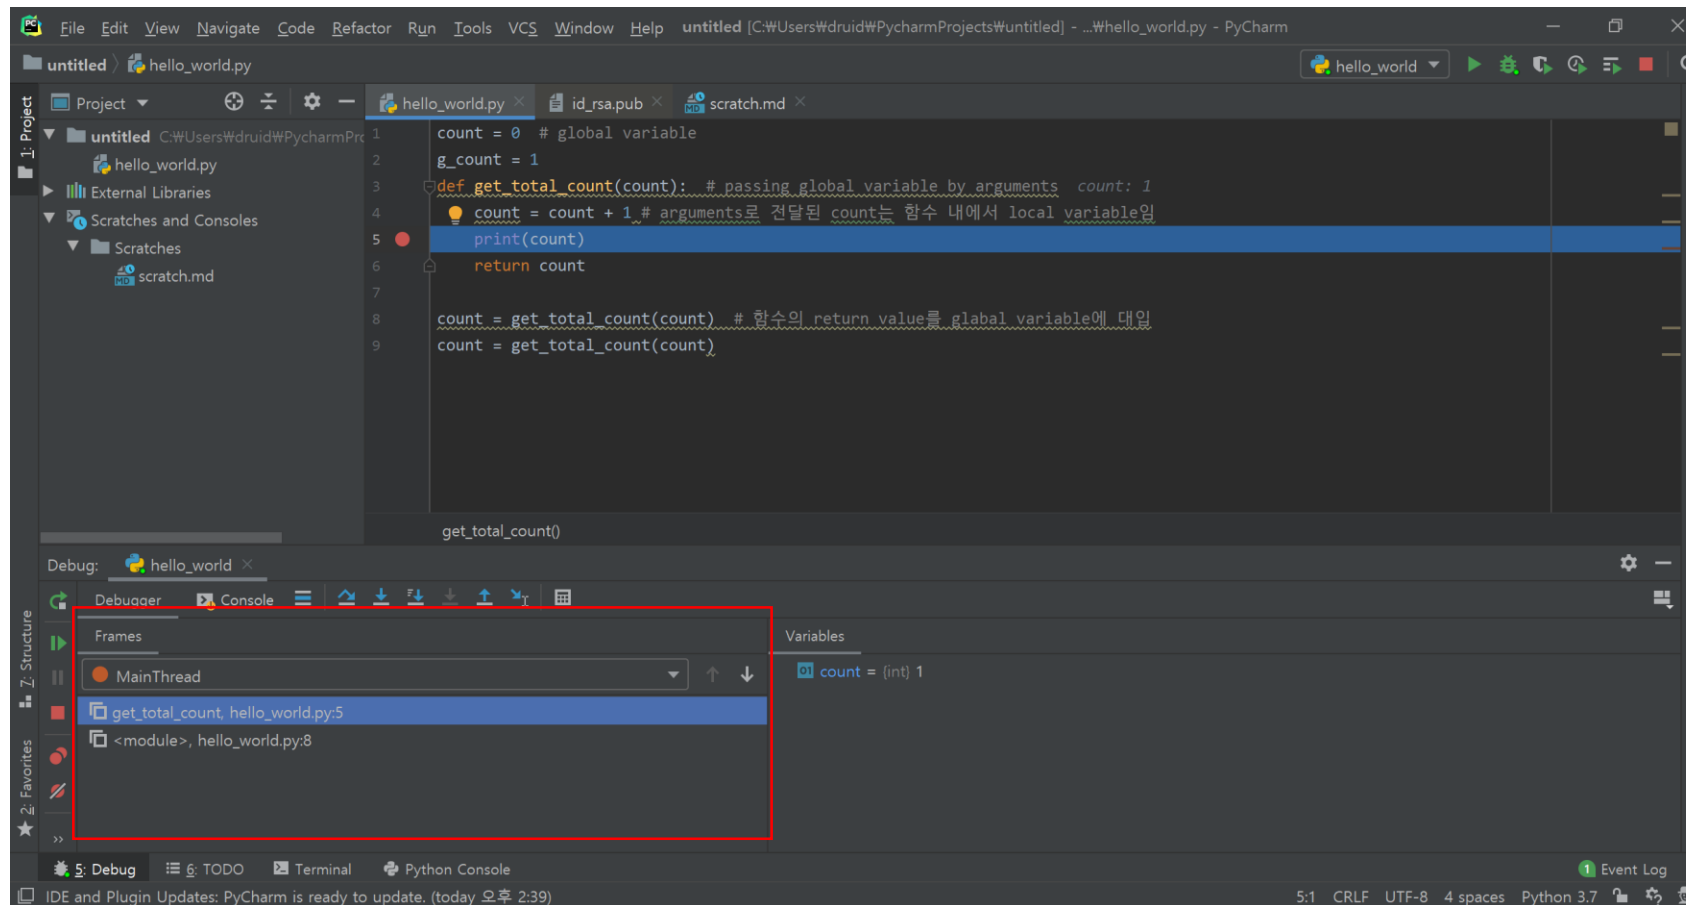 File Edit View Navigate Code Refactor Run Tools VCS Window Help untitled [C:₩Users₩druid₩PycharmProjects₩untitled] - ...₩hello_world.py - PyCharm
untitled hello_world.py
hello_world
1: Project
Project
hello_world.py
id_rsa.pub
scratch.md
untitled C:₩Users₩druid₩PycharmPro
hello_world.py
External Libraries
Scratches and Consoles
Scratches
scratch.md
1 count = 0 # global variable
2 g_count = 1
3 def get_total_count(count): # passing global variable by arguments count: 1
4 count = count + 1 # arguments로 전달된 count는 함수 내에서 local variable임
5 print(count)
6 return count
7
8 count = get_total_count(count) # 함수의 return value를 glabal variable에 대입
9 count = get_total_count(count)
get_total_count()
Debug: hello_world
Debugger Console
7: Structure
2: Favorites
Frames
MainThread
get_total_count, hello_world.py:5
<module>, hello_world.py:8
Variables
01 count = {int} 1
5: Debug 6: TODO Terminal Python Console 1 Event Log
IDE and Plugin Updates: PyCharm is ready to update. (today 오후 2:39) 5:1 CRLF UTF-8 4 spaces Python 3.7